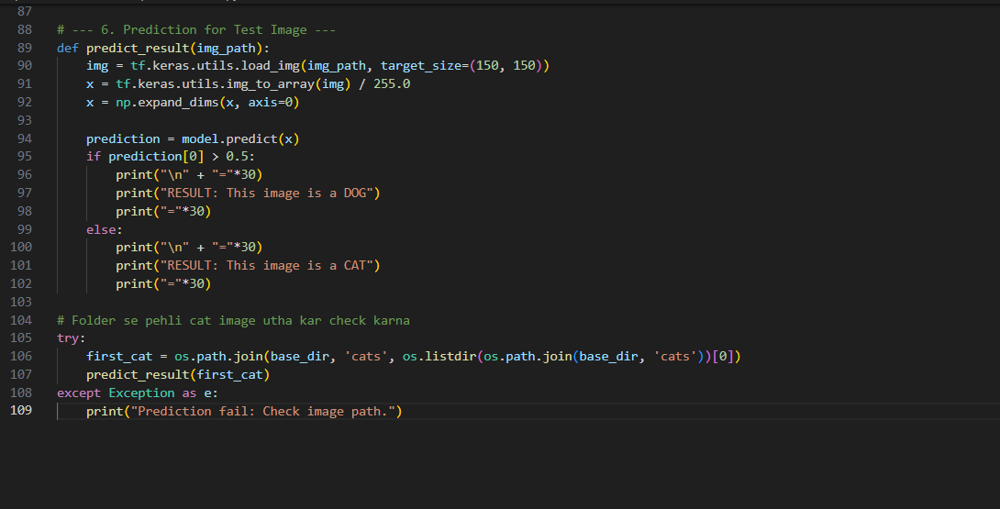 87
88 # --- 6. Prediction for Test Image ---
89 def predict_result(img_path):
90     img = tf.keras.utils.load_img(img_path, target_size=(150, 150))
91     x = tf.keras.utils.img_to_array(img) / 255.0
92     x = np.expand_dims(x, axis=0)
93
94     prediction = model.predict(x)
95     if prediction[0] > 0.5:
96         print("\n" + "="*30)
97         print("RESULT: This image is a DOG")
98         print("="*30)
99     else:
100         print("\n" + "="*30)
101         print("RESULT: This image is a CAT")
102         print("="*30)
103
104 # Folder se pehli cat image utha kar check karna
105 try:
106     first_cat = os.path.join(base_dir, 'cats', os.listdir(os.path.join(base_dir, 'cats'))[0])
107     predict_result(first_cat)
108 except Exception as e:
109     print("Prediction fail: Check image path.")